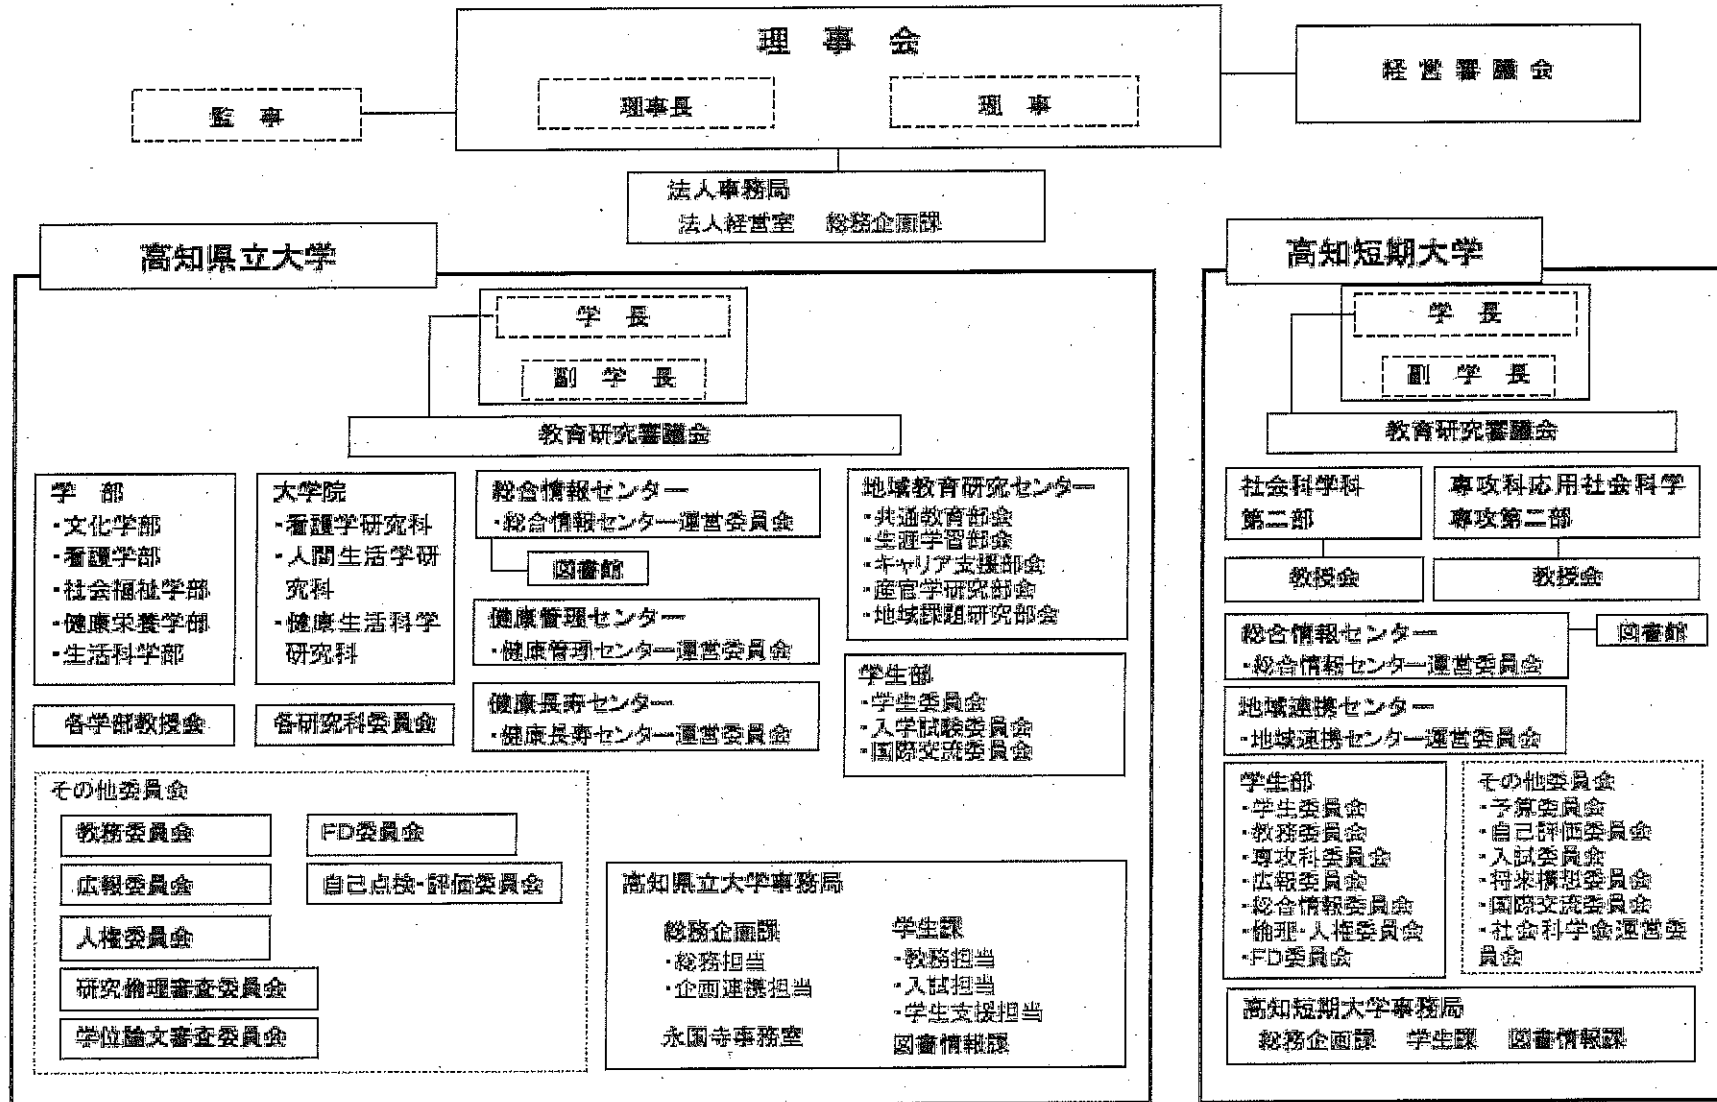 理 事 会
経 営 審 議 会
監 事
理事長
理 事
法人事務局
法人経営室 総務企画課
高知県立大学
学 長
副 学 長
教育研究審議会
学 部
・文化学部
・看護学部
・社会福祉学部
・健康栄養学部
・生活科学部
各学部教授会
大学院
・看護学研究科
・人間生活学研
究科
・健康生活科学
研究科
各研究科委員会
総合情報センター
・総合情報センター運営委員会
図書館
健康管理センター
・健康管理センター運営委員会
健康長寿センター
・健康長寿センター運営委員会
地域教育研究センター
・共通教育部会
・生涯学習部会
・キャリア支援部会
・産官学研究部会
・地域課題研究部会
学生部
・学生委員会
・入学試験委員会
・国際交流委員会
その他委員会
教務委員会
FD委員会
広報委員会
自己点検・評価委員会
人権委員会
研究倫理審査委員会
学位論文審査委員会
高知県立大学事務局
総務企画課
・総務担当
・企画連携担当
永国寺事務室
学生課
・教務担当
・入試担当
・学生支援担当
図書情報課
高知短期大学
学 長
副 学 長
教育研究審議会
社会科学科
第二部
教授会
専攻科応用社会科学
専攻第二部
教授会
総合情報センター
・総合情報センター運営委員会
図書館
地域連携センター
・地域連携センター運営委員会
学生部
・学生委員会
・教務委員会
・専攻科委員会
・広報委員会
・総合情報委員会
・倫理・人権委員会
・FD委員会
その他委員会
・予算委員会
・自己評価委員会
・入試委員会
・将来構想委員会
・国際交流委員会
・社会科学会運営委
員会
高知短期大学事務局
総務企画課 学生課 図書情報課